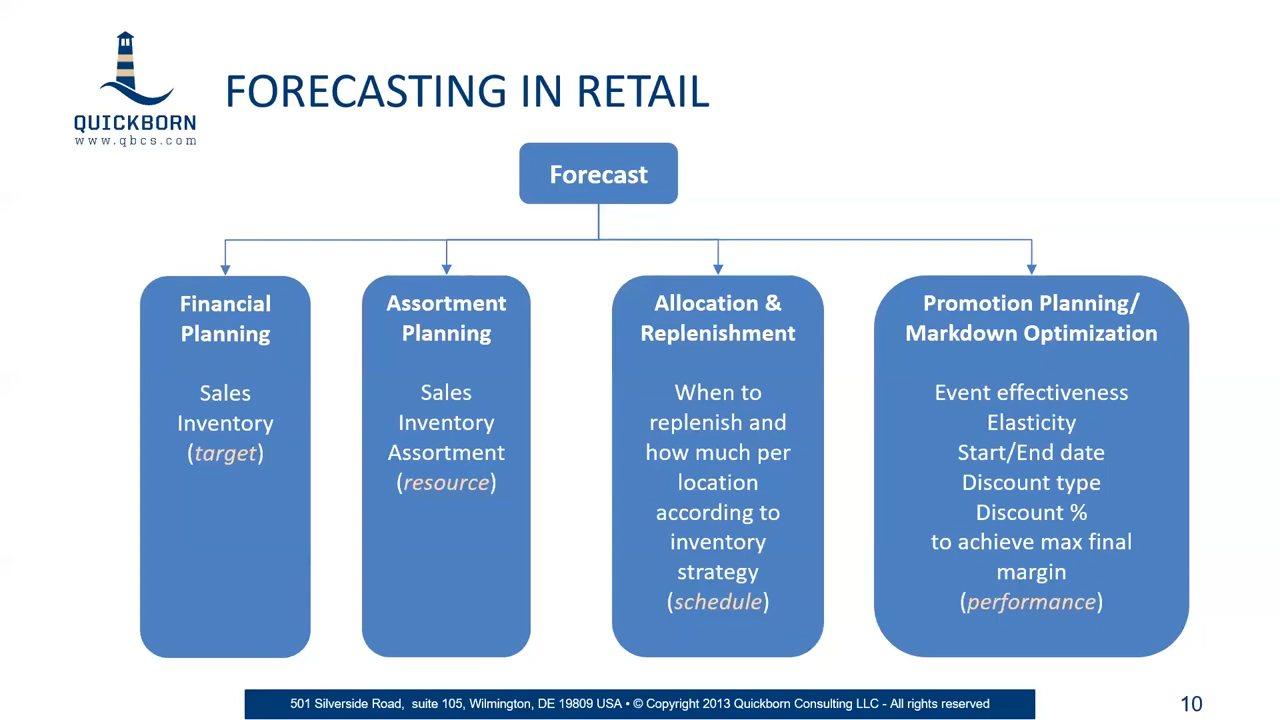 QUICKBORN
www.qbcs.com
FORECASTING IN RETAIL
Forecast
Financial
Planning
Sales
Inventory
(target)
Assortment
Planning
Sales
Inventory
Assortment
(resource)
Allocation &
Replenishment
When to
replenish and
how much per
location
according to
inventory
strategy
(schedule)
Promotion Planning/
Markdown Optimization
Event effectiveness
Elasticity
Start/End date
Discount type
Discount %
to achieve max final
margin
(performance)
501 Silverside Road, suite 105, Wilmington, DE 19809 USA • © Copyright 2013 Quickborn Consulting LLC - All rights reserved
10